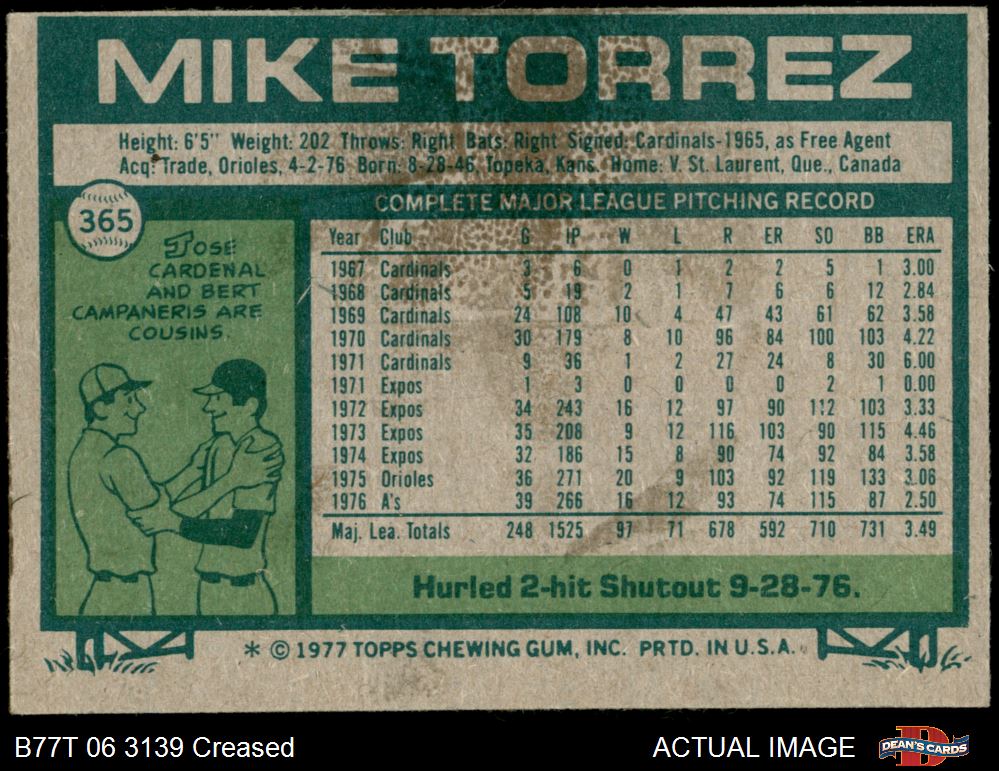 MIKE TORREZ
Height: 6'5" Weight: 202 Throws: Right Bats: Right Signed: Cardinals-1965, as Free Agent
Acq: Trade, Orioles, 4-2-76 Born: 8-28-46, Topeka, Kans. Home: V. St. Laurent, Que., Canada
365
JOSE
CARDENAL
AND BERT
CAMPANERIS ARE
COUSINS.
COMPLETE MAJOR LEAGUE PITCHING RECORD
Year Club G IP W L R ER SO BB ERA
1967 Cardinals 3 6 0 1 2 2 5 1 3.00
1968 Cardinals 5 19 2 1 7 6 6 12 2.84
1969 Cardinals 24 108 10 4 47 43 61 62 3.58
1970 Cardinals 30 179 8 10 96 84 100 103 4.22
1971 Cardinals 9 36 1 2 27 24 8 30 6.00
1971 Expos 1 3 0 0 0 0 2 1 0.00
1972 Expos 34 243 16 12 97 90 112 103 3.33
1973 Expos 35 208 9 12 116 103 90 115 4.46
1974 Expos 32 186 15 8 90 74 92 84 3.58
1975 Orioles 36 271 20 9 103 92 119 133 3.06
1976 A's 39 266 16 12 93 74 115 87 2.50
Maj. Lea. Totals 248 1525 97 71 678 592 710 731 3.49
Hurled 2-hit Shutout 9-28-76.
* © 1977 TOPPS CHEWING GUM, INC. PRTD. IN U.S.A.
B77T 06 3139 Creased
ACTUAL IMAGE
DEAN'S CARDS